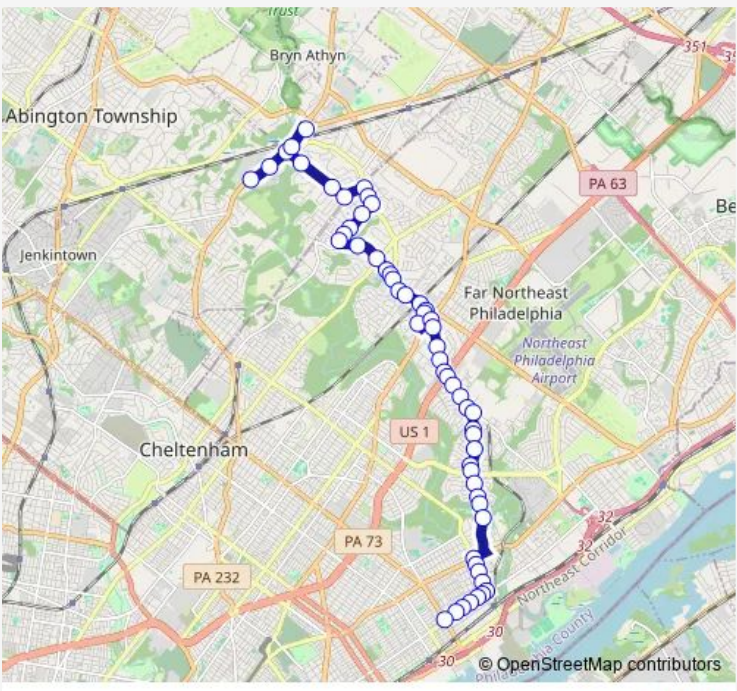 Trust
Bryn Athyn
351
35
Abington Township
PA 63
Be
Jenkintown
Far Northeast
Philadelphia
Northeast
Philadelphia
Airport
US 1
Cheltenham
32
PA 73
32
Northeast Corridor
PA 232
Philadelphia County
30
30
© OpenStreetMap contributors